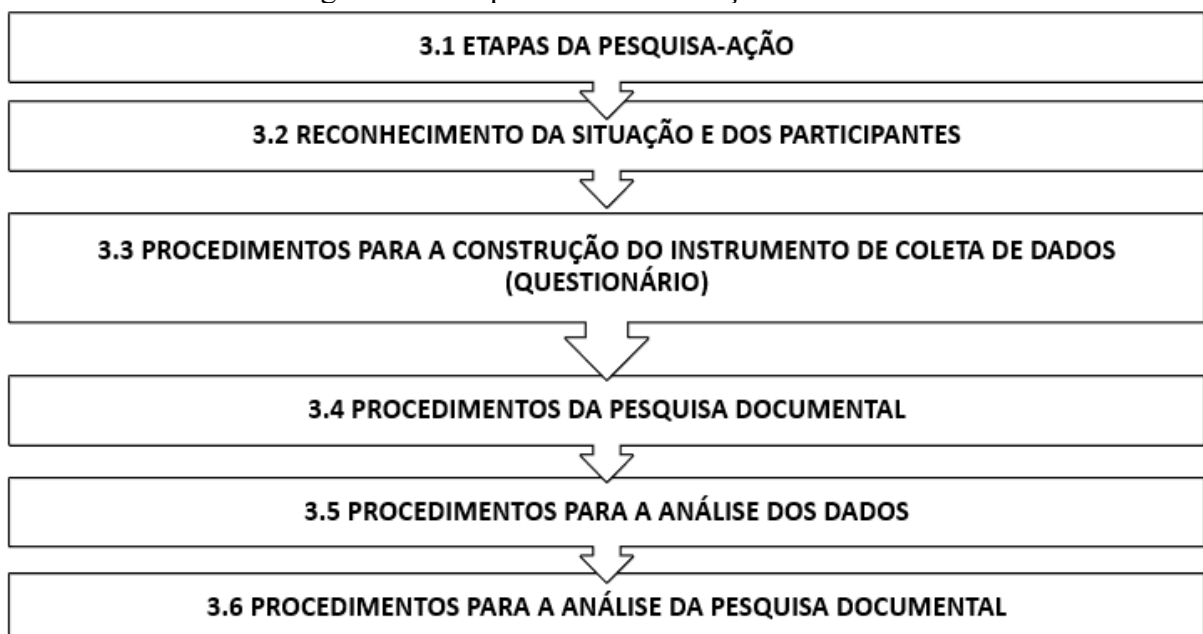 3.1 ETAPAS DA PESQUISA-AÇÃO
3.2 RECONHECIMENTO DA SITUAÇÃO E DOS PARTICIPANTES
3.3 PROCEDIMENTOS PARA A CONSTRUÇÃO DO INSTRUMENTO DE COLETA DE DADOS
(QUESTIONÁRIO)
3.4 PROCEDIMENTOS DA PESQUISA DOCUMENTAL
3.5 PROCEDIMENTOS PARA A ANÁLISE DOS DADOS
3.6 PROCEDIMENTOS PARA A ANÁLISE DA PESQUISA DOCUMENTAL